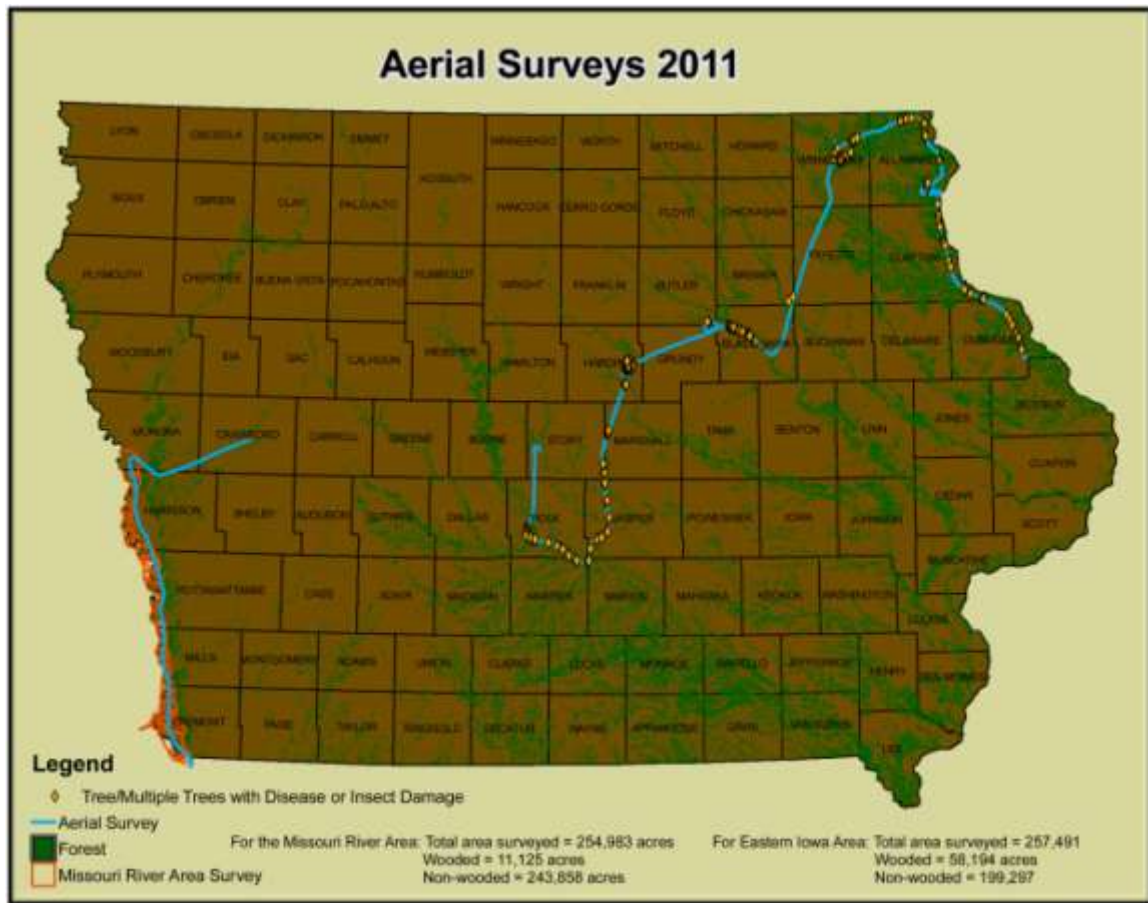 Aerial Surveys 2011
LYON OSCEOLA DICKINSON EMMET WINNEBAGO WORTH MITCHELL HOWARD WINNESHIEK ALLAMAKEE
KOSSUTH
SIOUX OBRIEN CLAY PALO ALTO HANCOCK CERRO GORDO FLOYD CHICKASAW
PLYMOUTH CHEROKEE BUENA VISTA POCAHONTAS HUMBOLDT WRIGHT FRANKLIN BUTLER BREMER FAYETTE CLAYTON
WOODBURY IDA SAC CALHOUN WEBSTER HAMILTON HARDIN GRUNDY BLACK HAWK BUCHANAN DELAWARE DUBUQUE
MONONA CRAWFORD CARROLL GREENE BOONE STORY MARSHALL TAMA BENTON LINN JONES JACKSON
CLINTON
HARRISON SHELBY AUDUBON GUTHRIE DALLAS POLK JASPER POWESHIEK IOWA JOHNSON CEDAR
SCOTT
MUSCATINE
POTTAWATTAMIE CASS ADAIR MADISON WARREN MARION MAHASKA KEOKUK WASHINGTON
LOUISA
MILLS MONTGOMERY ADAMS UNION CLARKE LUCAS MONROE WAPELLO JEFFERSON HENRY DES MOINES
FREMONT PAGE TAYLOR RINGGOLD DECATUR WAYNE APPANOOSE DAVIS VAN BUREN
LEE
Legend
Tree/Multiple Trees with Disease or Insect Damage
Aerial Survey
Forest
Missouri River Area Survey
For the Missouri River Area: Total area surveyed = 254,983 acres
Wooded = 11,125 acres
Non-wooded = 243,858 acres
For Eastern Iowa Area: Total area surveyed = 257,491
Wooded = 58,194 acres
Non-wooded = 199,297